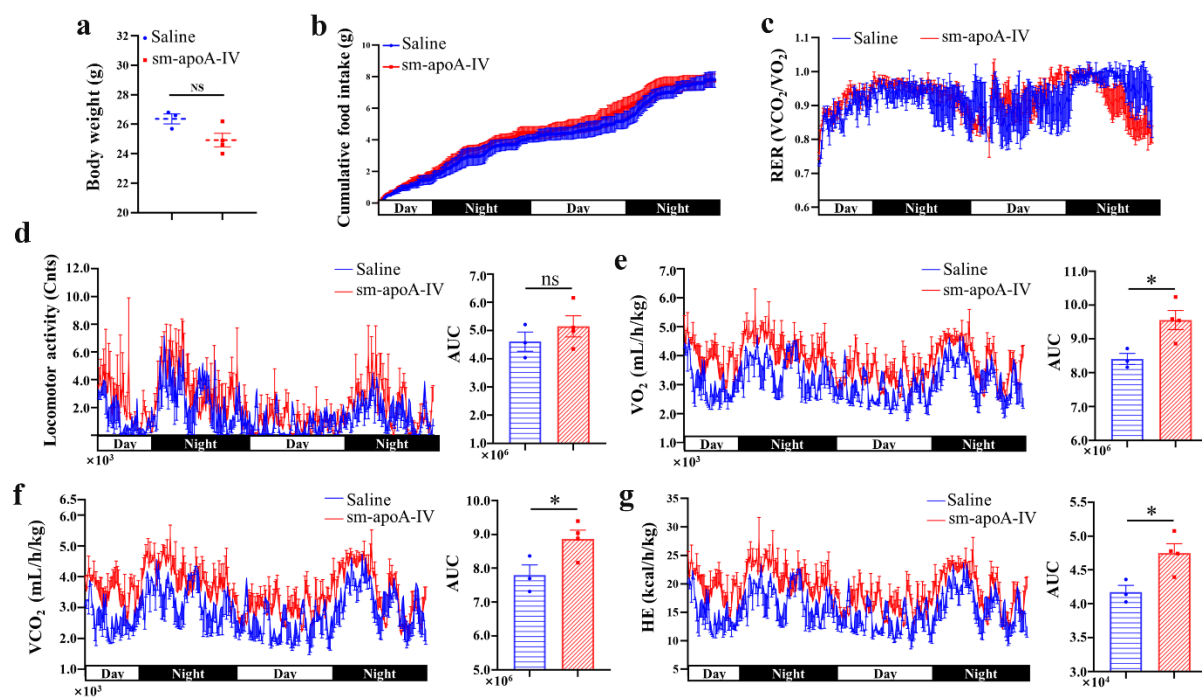 a
Body weight (g)
32
30
28
26
24
22
20
Saline
sm-apoA-IV
NS
b
Cumulative food intake (g)
10
8
6
4
2
0
Saline
sm-apoA-IV
Day Night Day Night
c
RER (VCO2/VO2)
1.2
1.1
1.0
0.9
0.8
0.7
0.6
Saline sm-apoA-IV
Day Night Day Night
d
Locomotor activity (Cnts)
12.0
10.0
8.0
6.0
4.0
2.0
Saline
sm-apoA-IV
Day Night Day Night
×10³
AUC
7.0
6.0
5.0
4.0
3.0
2.0
1.0
ns
×10⁶
e
VO2 (mL/h/kg)
7.0
6.0
5.0
4.0
3.0
2.0
1.0
Saline
sm-apoA-IV
Day Night Day Night
×10³
AUC
11.0
10.0
9.0
8.0
7.0
6.0
*
×10⁶
f
VCO2 (mL/h/kg)
6.5
6.0
5.0
4.0
3.0
2.0
1.0
Saline
sm-apoA-IV
Day Night Day Night
×10³
AUC
10.0
9.0
8.0
7.0
6.0
5.0
*
×10⁶
g
HE (kcal/h/kg)
35
30
25
20
15
10
5
Saline
sm-apoA-IV
Day Night Day Night
AUC
5.5
5.0
4.5
4.0
3.5
3.0
*
×10⁴